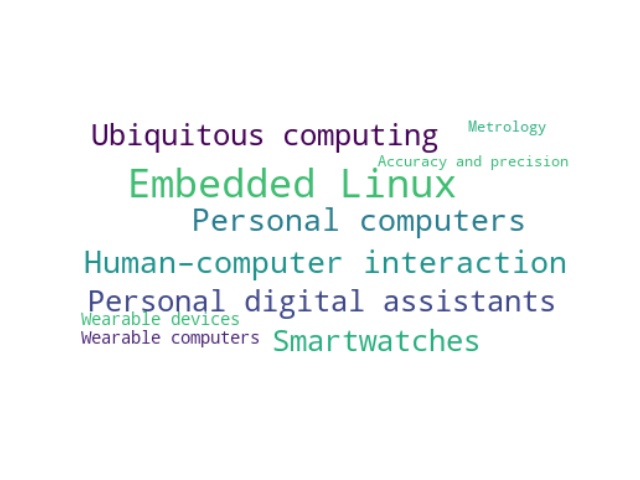 Ubiquitous computing
Metrology
Accuracy and precision
Embedded Linux
Personal computers
Human–computer interaction
Personal digital assistants
Wearable devices
Wearable computers
Smartwatches